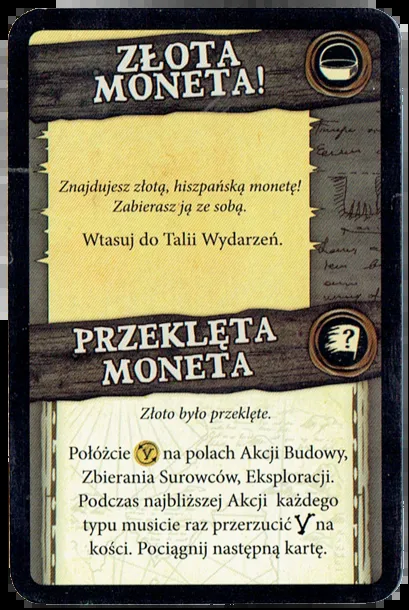 ZŁOTA
MONETA!
Znajdujesz złotą, hiszpańską monetę!
Zabierasz ją ze sobą.
Wtasuj do Talii Wydarzeń.
PRZEKLĘTA
MONETA
?
Złoto było przeklęte.
Połóżcie na polach Akcji Budowy,
Zbierania Surowców, Eksploracji.
Podczas najbliższej Akcji każdego
typu musicie raz przerzucić na
kości. Pociągnij następną kartę.